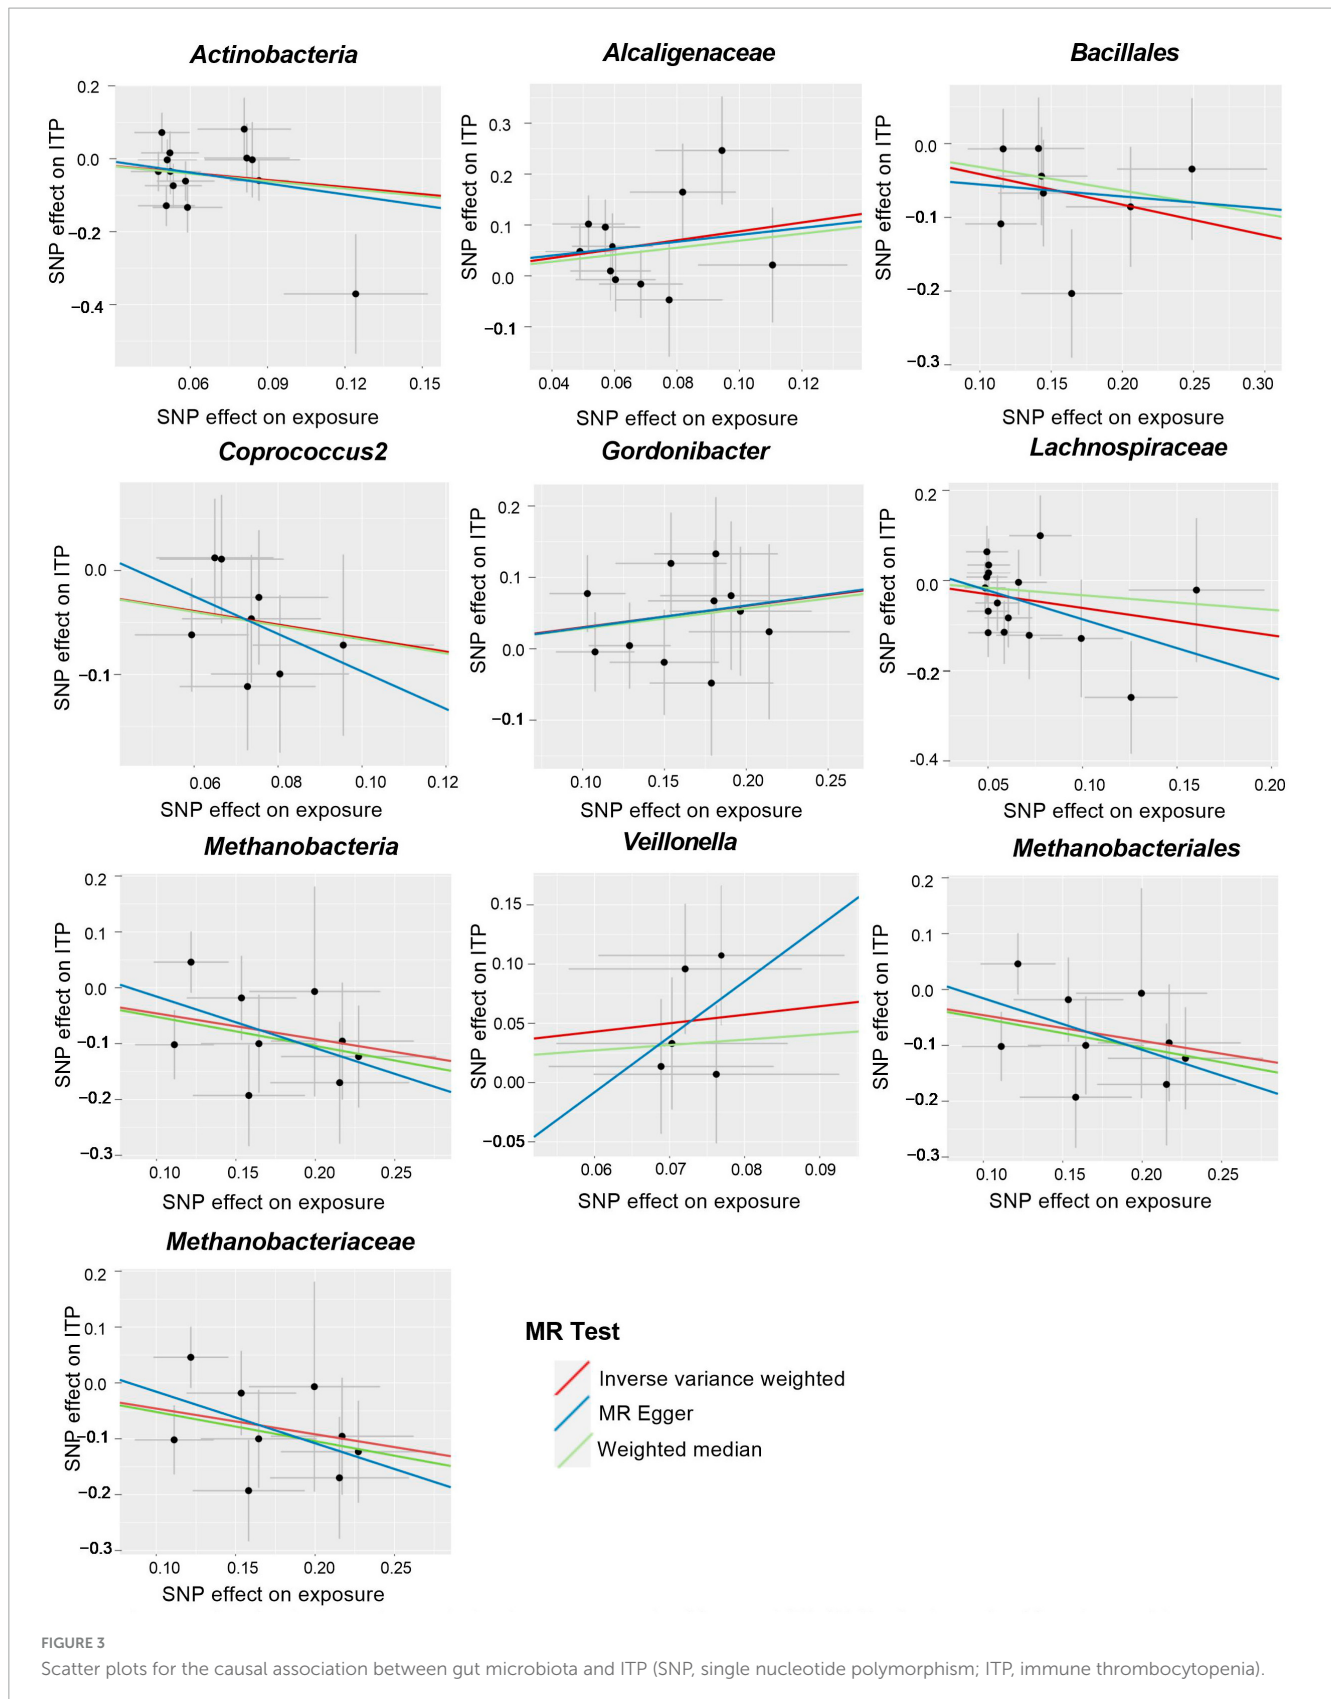 Actinobacteria
Alcaligenaceae
Bacillales
SNP effect on ITP
0.2
0.0
−0.2
−0.4
0.06 0.09 0.12 0.15
SNP effect on exposure
SNP effect on ITP
0.3
0.2
0.1
0.0
−0.1
0.04 0.06 0.08 0.10 0.12
SNP effect on exposure
SNP effect on ITP
0.0
−0.1
−0.2
−0.3
0.10 0.15 0.20 0.25 0.30
SNP effect on exposure
Coprococcus2
Gordonibacter
Lachnospiraceae
SNP effect on ITP
0.0
−0.1
0.06 0.08 0.10 0.12
SNP effect on exposure
SNP effect on ITP
0.2
0.1
0.0
−0.1
0.10 0.15 0.20 0.25
SNP effect on exposure
SNP effect on ITP
0.2
0.0
−0.2
-0.4
0.05 0.10 0.15 0.20
SNP effect on exposure
Methanobacteria
Veillonella
Methanobacteriales
SNP effect on ITP
0.2
0.1
0.0
−0.1
−0.2
−0.3
0.10 0.15 0.20 0.25
SNP effect on exposure
SNP effect on ITP
0.15
0.10
0.05
0.00
−0.05
0.06 0.07 0.08 0.09
SNP effect on exposure
SNP effect on ITP
0.2
0.1
0.0
−0.1
−0.2
−0.3
0.10 0.15 0.20 0.25
SNP effect on exposure
Methanobacteriaceae
SNP effect on ITP
0.2
0.1
0.0
−0.1
−0.2
−0.3
0.10 0.15 0.20 0.25
SNP effect on exposure
MR Test
Inverse variance weighted
MR Egger
Weighted median
FIGURE 3
Scatter plots for the causal association between gut microbiota and ITP (SNP, single nucleotide polymorphism; ITP, immune thrombocytopenia).